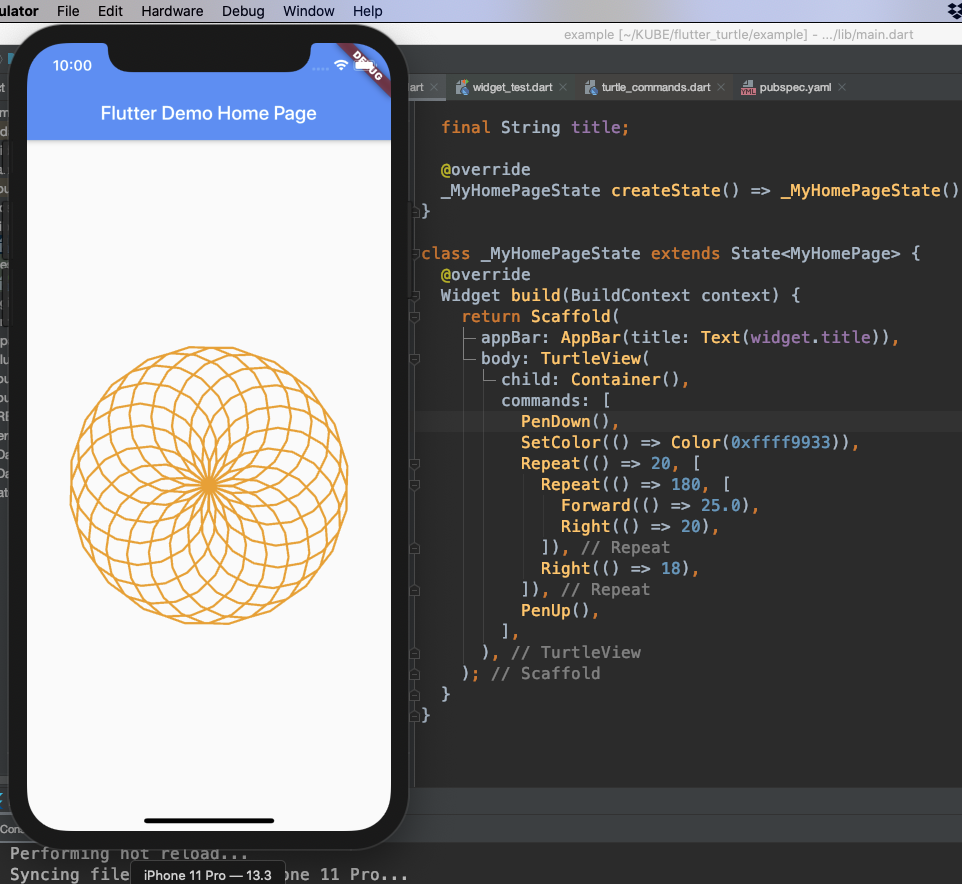 ulator File Edit Hardware Debug Window Help
example [~/KUBE/flutter_turtle/example] - .../lib/main.dart
10:00
DEBUG
Flutter Demo Home Page
art widget_test.dart turtle_commands.dart pubspec.yaml
final String title;
@override
_MyHomePageState createState() => _MyHomePageState()
}
class _MyHomePageState extends State<MyHomePage> {
@override
Widget build(BuildContext context) {
return Scaffold(
appBar: AppBar(title: Text(widget.title)),
body: TurtleView(
child: Container(),
commands: [
PenDown(),
SetColor(() => Color(0xffff9933)),
Repeat(() => 20, [
Repeat(() => 180, [
Forward(() => 25.0),
Right(() => 20),
]), // Repeat
Right(() => 18),
]), // Repeat
PenUp(),
],
), // TurtleView
); // Scaffold
}
}
Performing hot reload...
Syncing file
one 11 Pro...
iPhone 11 Pro — 13.3